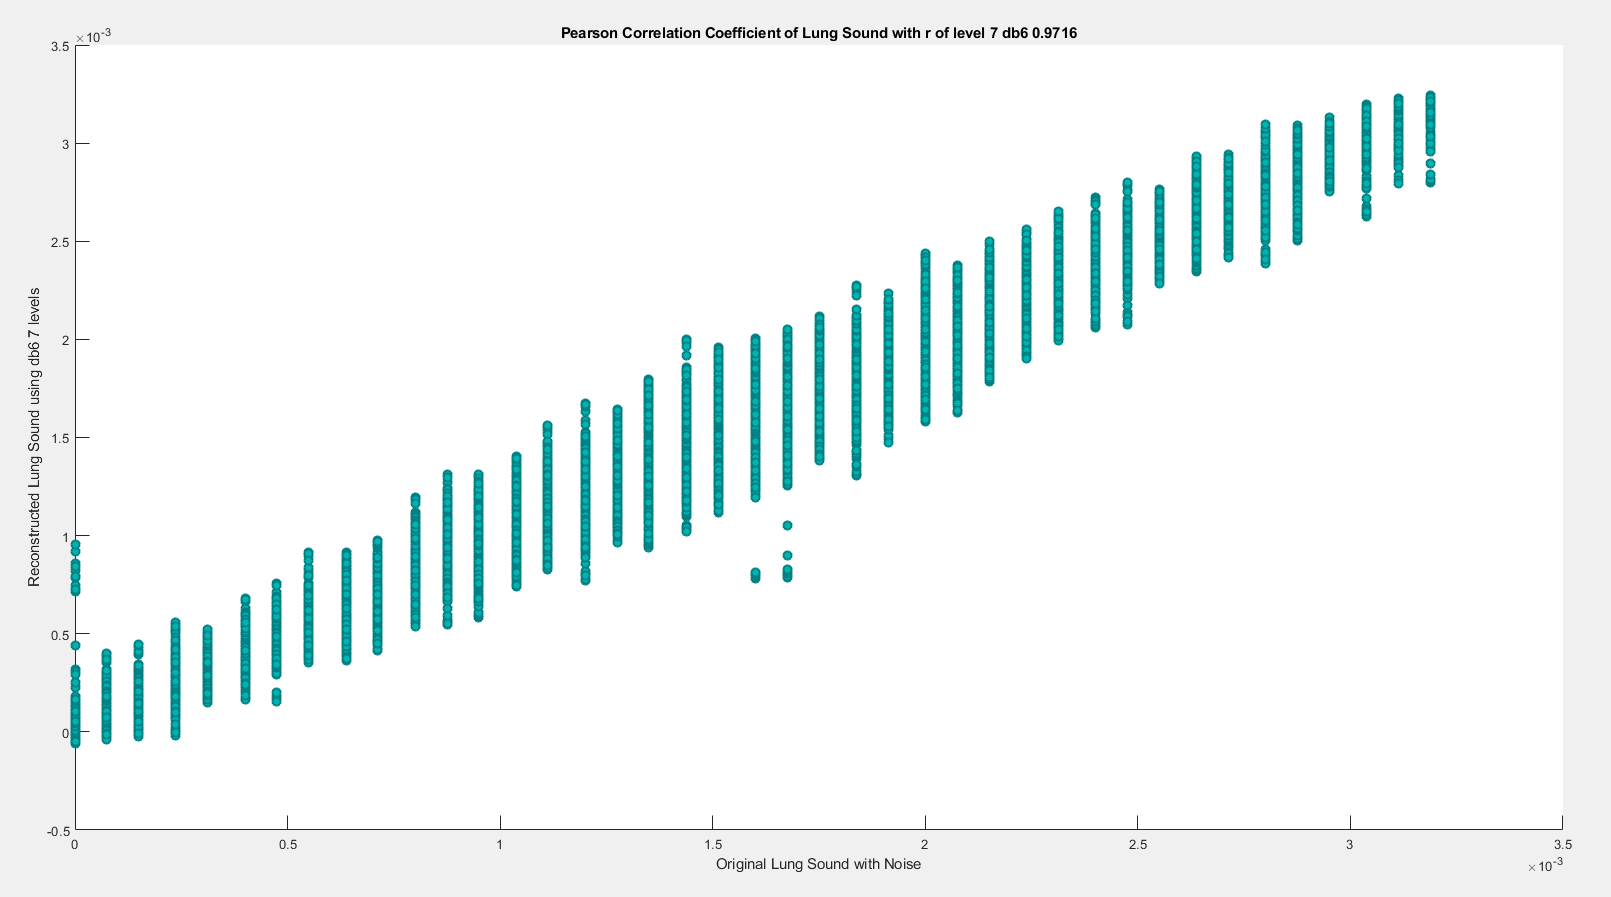 Pearson Correlation Coefficient of Lung Sound with r of level 7 db6 0.9716
×10-3
3.5
3
2.5
2
1.5
1
0.5
0
-0.5
Reconstructed Lung Sound using db6 7 levels
0 0.5 1 1.5 2 2.5 3 3.5
Original Lung Sound with Noise
×10-3